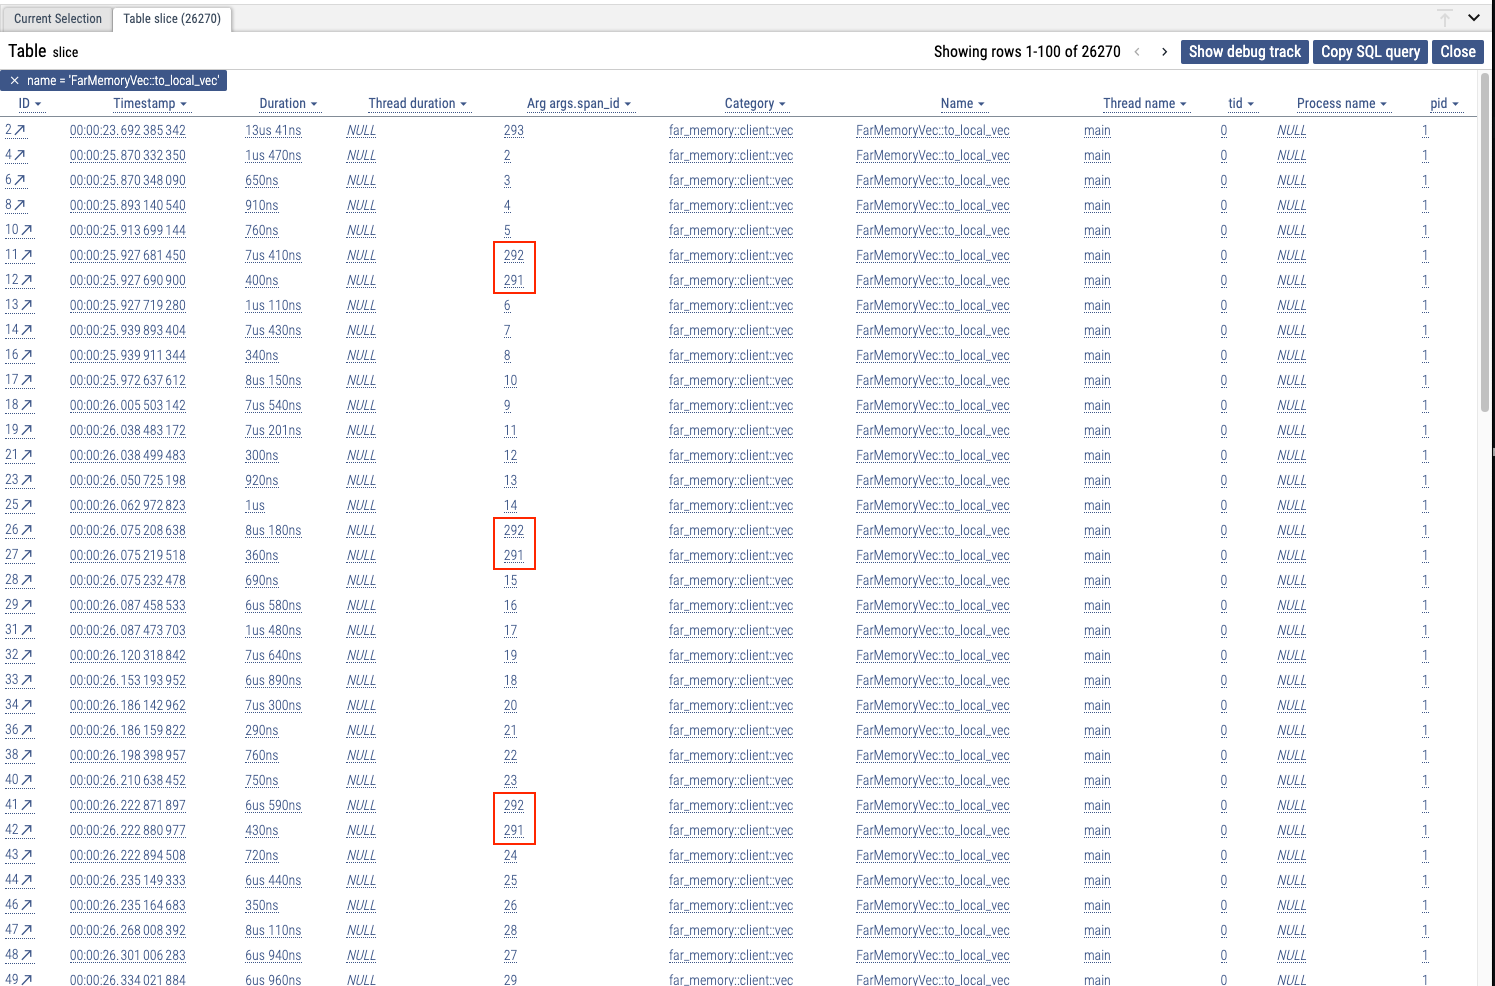 Current Selection Table slice (26270)
Table slice Showing rows 1-100 of 26270 Show debug track Copy SQL query Close
× name = 'FarMemoryVec::to_local_vec'
ID Timestamp Duration Thread duration Arg args.span_id Category Name Thread name tid Process name pid
2 00:00:23.692 385 342 13us 41ns NULL 293 far_memory::client::vec FarMemoryVec::to_local_vec main 0 NULL 1
4 00:00:25.870 332 350 1us 470ns NULL 2 far_memory::client::vec FarMemoryVec::to_local_vec main 0 NULL 1
6 00:00:25.870 348 090 650ns NULL 3 far_memory::client::vec FarMemoryVec::to_local_vec main 0 NULL 1
8 00:00:25.893 140 540 910ns NULL 4 far_memory::client::vec FarMemoryVec::to_local_vec main 0 NULL 1
10 00:00:25.913 699 144 760ns NULL 5 far_memory::client::vec FarMemoryVec::to_local_vec main 0 NULL 1
11 00:00:25.927 681 450 7us 410ns NULL 292 far_memory::client::vec FarMemoryVec::to_local_vec main 0 NULL 1
12 00:00:25.927 690 900 400ns NULL 291 far_memory::client::vec FarMemoryVec::to_local_vec main 0 NULL 1
13 00:00:25.927 719 280 1us 110ns NULL 6 far_memory::client::vec FarMemoryVec::to_local_vec main 0 NULL 1
14 00:00:25.939 893 404 7us 430ns NULL 7 far_memory::client::vec FarMemoryVec::to_local_vec main 0 NULL 1
16 00:00:25.939 911 344 340ns NULL 8 far_memory::client::vec FarMemoryVec::to_local_vec main 0 NULL 1
17 00:00:25.972 637 612 8us 150ns NULL 10 far_memory::client::vec FarMemoryVec::to_local_vec main 0 NULL 1
18 00:00:26.005 503 142 7us 540ns NULL 9 far_memory::client::vec FarMemoryVec::to_local_vec main 0 NULL 1
19 00:00:26.038 483 172 7us 201ns NULL 11 far_memory::client::vec FarMemoryVec::to_local_vec main 0 NULL 1
21 00:00:26.038 499 483 300ns NULL 12 far_memory::client::vec FarMemoryVec::to_local_vec main 0 NULL 1
23 00:00:26.050 725 198 920ns NULL 13 far_memory::client::vec FarMemoryVec::to_local_vec main 0 NULL 1
25 00:00:26.062 972 823 1us NULL 14 far_memory::client::vec FarMemoryVec::to_local_vec main 0 NULL 1
26 00:00:26.075 208 638 8us 180ns NULL 292 far_memory::client::vec FarMemoryVec::to_local_vec main 0 NULL 1
27 00:00:26.075 219 518 360ns NULL 291 far_memory::client::vec FarMemoryVec::to_local_vec main 0 NULL 1
28 00:00:26.075 232 478 690ns NULL 15 far_memory::client::vec FarMemoryVec::to_local_vec main 0 NULL 1
29 00:00:26.087 458 533 6us 580ns NULL 16 far_memory::client::vec FarMemoryVec::to_local_vec main 0 NULL 1
31 00:00:26.087 473 703 1us 480ns NULL 17 far_memory::client::vec FarMemoryVec::to_local_vec main 0 NULL 1
32 00:00:26.120 318 842 7us 640ns NULL 19 far_memory::client::vec FarMemoryVec::to_local_vec main 0 NULL 1
33 00:00:26.153 193 952 6us 890ns NULL 18 far_memory::client::vec FarMemoryVec::to_local_vec main 0 NULL 1
34 00:00:26.186 142 962 7us 300ns NULL 20 far_memory::client::vec FarMemoryVec::to_local_vec main 0 NULL 1
36 00:00:26.186 159 822 290ns NULL 21 far_memory::client::vec FarMemoryVec::to_local_vec main 0 NULL 1
38 00:00:26.198 398 957 760ns NULL 22 far_memory::client::vec FarMemoryVec::to_local_vec main 0 NULL 1
40 00:00:26.210 638 452 750ns NULL 23 far_memory::client::vec FarMemoryVec::to_local_vec main 0 NULL 1
41 00:00:26.222 871 897 6us 590ns NULL 292 far_memory::client::vec FarMemoryVec::to_local_vec main 0 NULL 1
42 00:00:26.222 880 977 430ns NULL 291 far_memory::client::vec FarMemoryVec::to_local_vec main 0 NULL 1
43 00:00:26.222 894 508 720ns NULL 24 far_memory::client::vec FarMemoryVec::to_local_vec main 0 NULL 1
44 00:00:26.235 149 333 6us 440ns NULL 25 far_memory::client::vec FarMemoryVec::to_local_vec main 0 NULL 1
46 00:00:26.235 164 683 350ns NULL 26 far_memory::client::vec FarMemoryVec::to_local_vec main 0 NULL 1
47 00:00:26.268 008 392 8us 110ns NULL 28 far_memory::client::vec FarMemoryVec::to_local_vec main 0 NULL 1
48 00:00:26.301 006 283 6us 940ns NULL 27 far_memory::client::vec FarMemoryVec::to_local_vec main 0 NULL 1
49 00:00:26.334 021 884 6us 960ns NULL 29 far_memory::client::vec FarMemoryVec::to_local_vec main 0 NULL 1